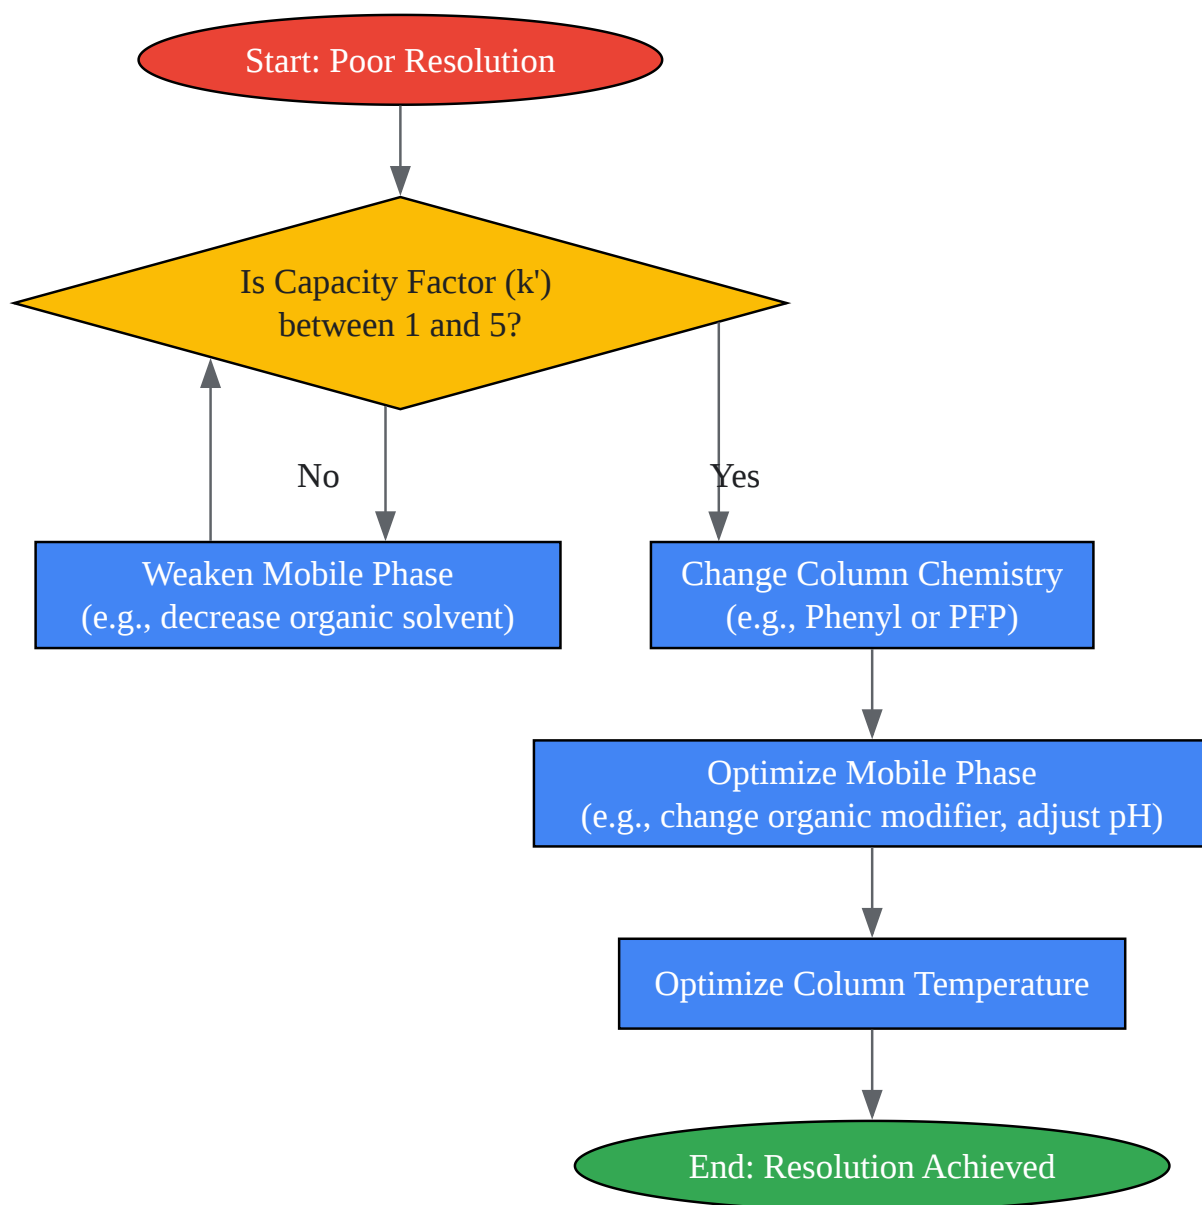 Start: Poor Resolution
Is Capacity Factor (k')
between 1 and 5?
No
Yes
Weaken Mobile Phase
(e.g., decrease organic solvent)
Change Column Chemistry
(e.g., Phenyl or PFP)
Optimize Mobile Phase
(e.g., change organic modifier, adjust pH)
Optimize Column Temperature
End: Resolution Achieved